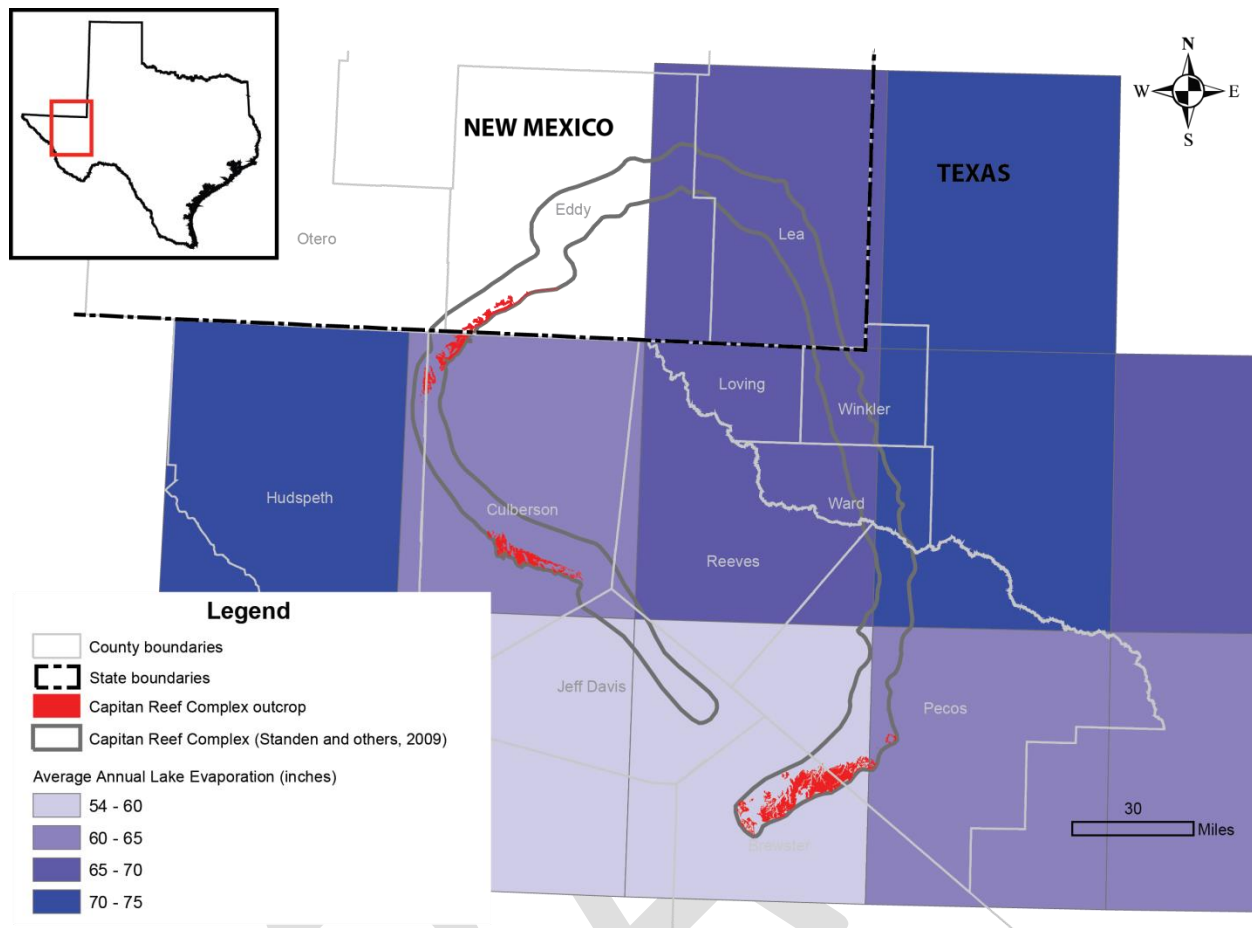 N
W E
S
NEW MEXICO
TEXAS
Eddy
Otero
Lea
Loving
Winkler
Hudspeth
Culberson
Ward
Reeves
Jeff Davis
Pecos
Brewster
30
Miles
Legend
County boundaries
State boundaries
Capitan Reef Complex outcrop
Capitan Reef Complex (Standen and others, 2009)
Average Annual Lake Evaporation (inches)
54 - 60
60 - 65
65 - 70
70 - 75